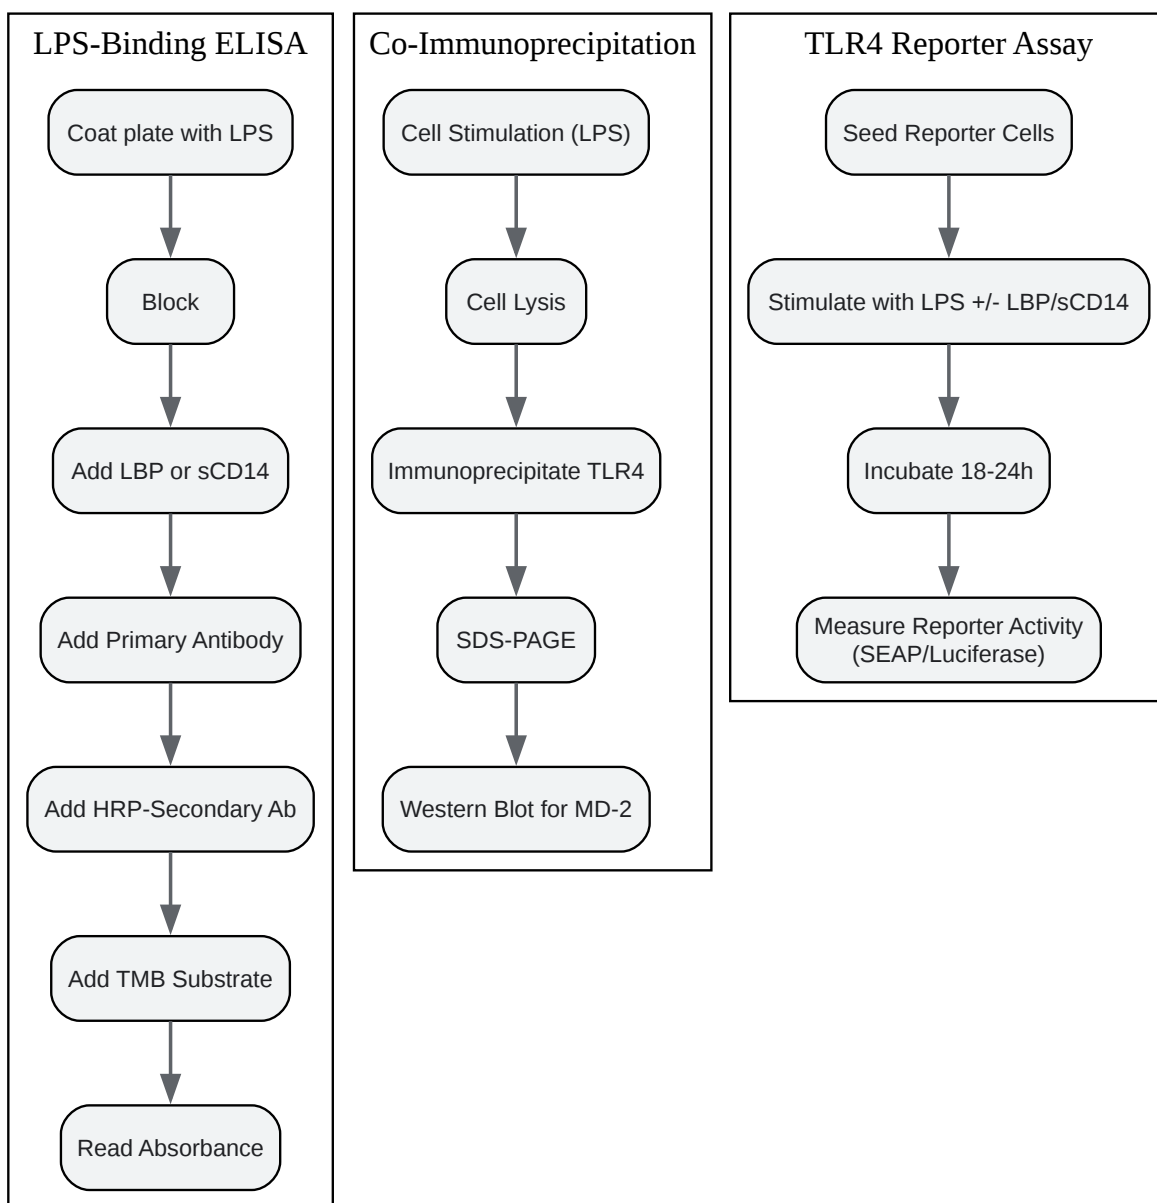 LPS-Binding ELISA
Coat plate with LPS
Block
Add LBP or sCD14
Add Primary Antibody
Add HRP-Secondary Ab
Add TMB Substrate
Read Absorbance
Co-Immunoprecipitation
Cell Stimulation (LPS)
Cell Lysis
Immunoprecipitate TLR4
SDS-PAGE
Western Blot for MD-2
TLR4 Reporter Assay
Seed Reporter Cells
Stimulate with LPS +/- LBP/sCD14
Incubate 18-24h
Measure Reporter Activity
(SEAP/Luciferase)